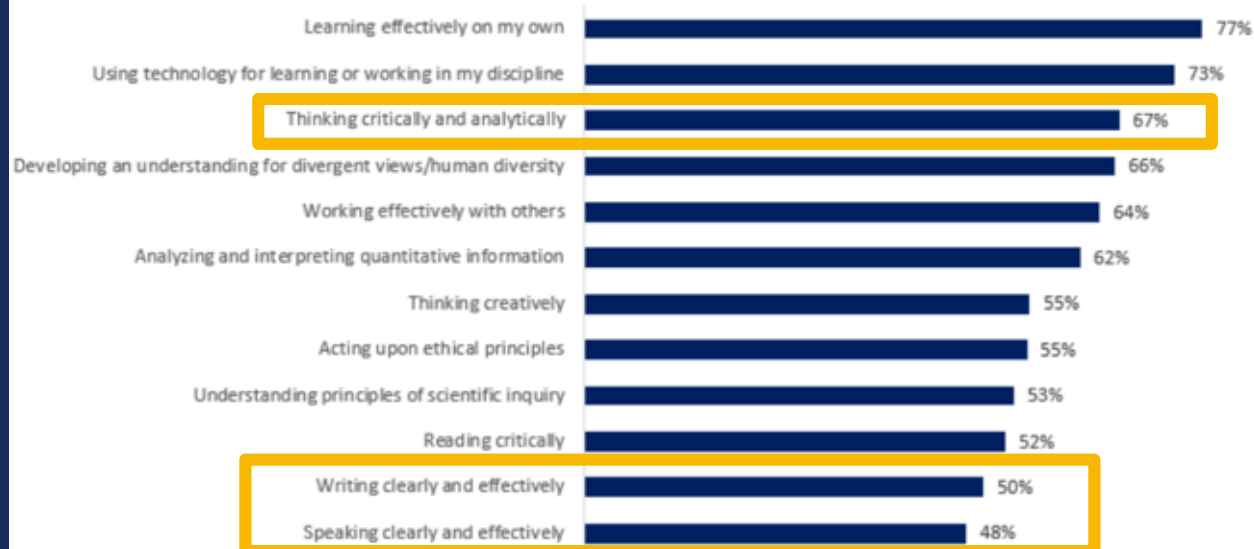 Learning effectively on my own 77%
Using technology for learning or working in my discipline 73%
Thinking critically and analytically 67%
Developing an understanding for divergent views/human diversity 66%
Working effectively with others 64%
Analyzing and interpreting quantitative information 62%
Thinking creatively 55%
Acting upon ethical principles 55%
Understanding principles of scientific inquiry 53%
Reading critically 52%
Writing clearly and effectively 50%
Speaking clearly and effectively 48%